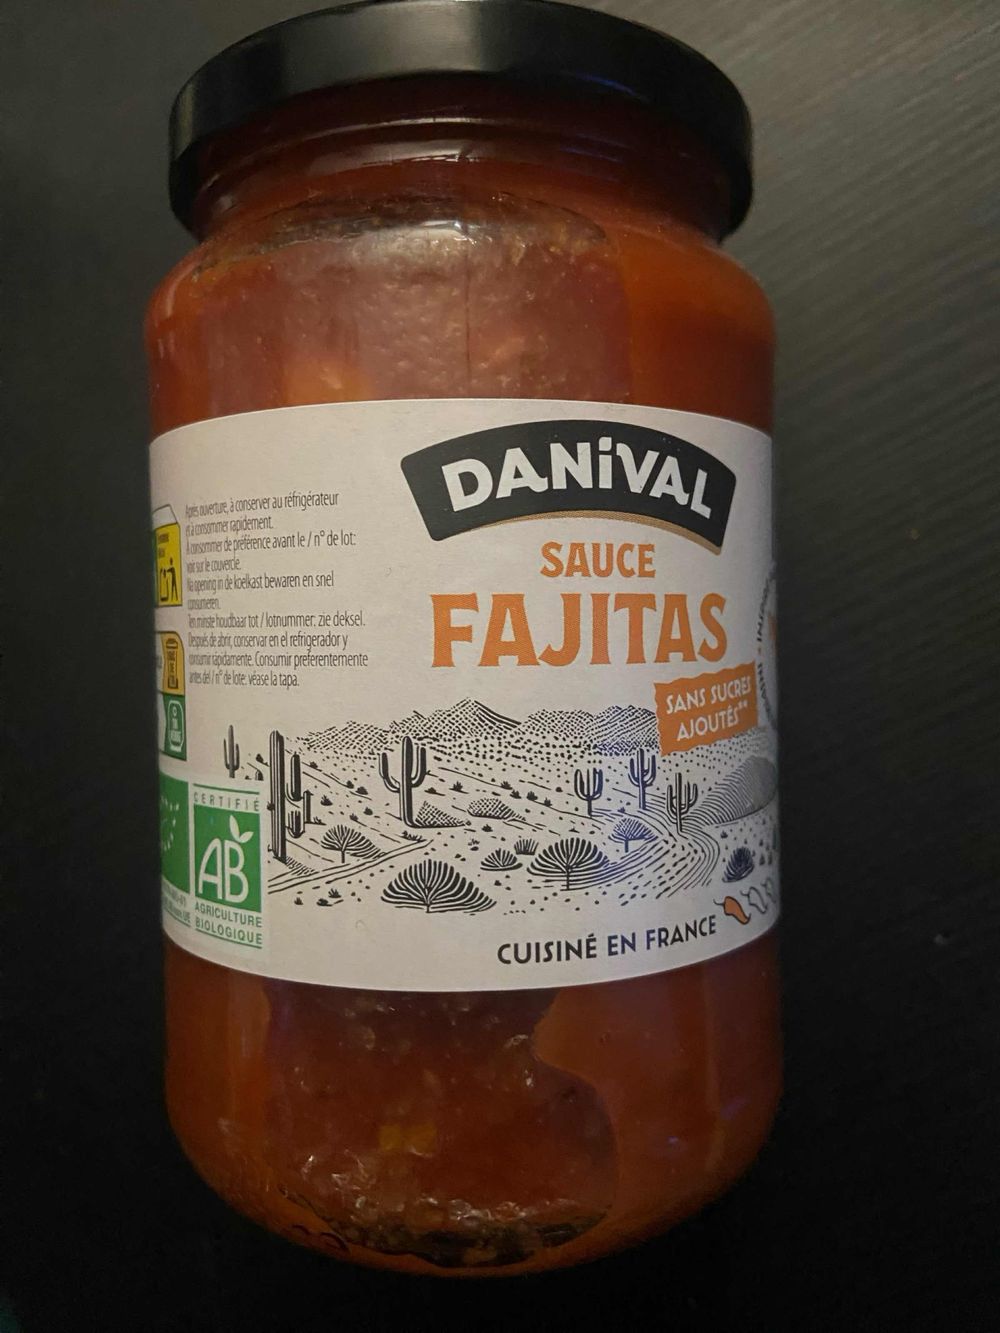 DANiVAL
SAUCE
FAJITAS
SANS SUCRES
AJOUTÉS**
CUISINÉ EN FRANCE
Après ouverture, à conserver au réfrigérateur
et à consommer rapidement.
A consommer de préférence avant le / n° de lot:
voir sur le couvercle.
Na opening in de koelkast bewaren en snel
consumeren.
Ten minste houdbaar tot / lotnummer: zie deksel.
Después de abrir, conservar en el refrigerador y
consumir rápidamente. Consumir preferentemente
antes del / n° de lote: véase la tapa.
CERTIFIÉ
AB
AGRICULTURE
BIOLOGIQUE